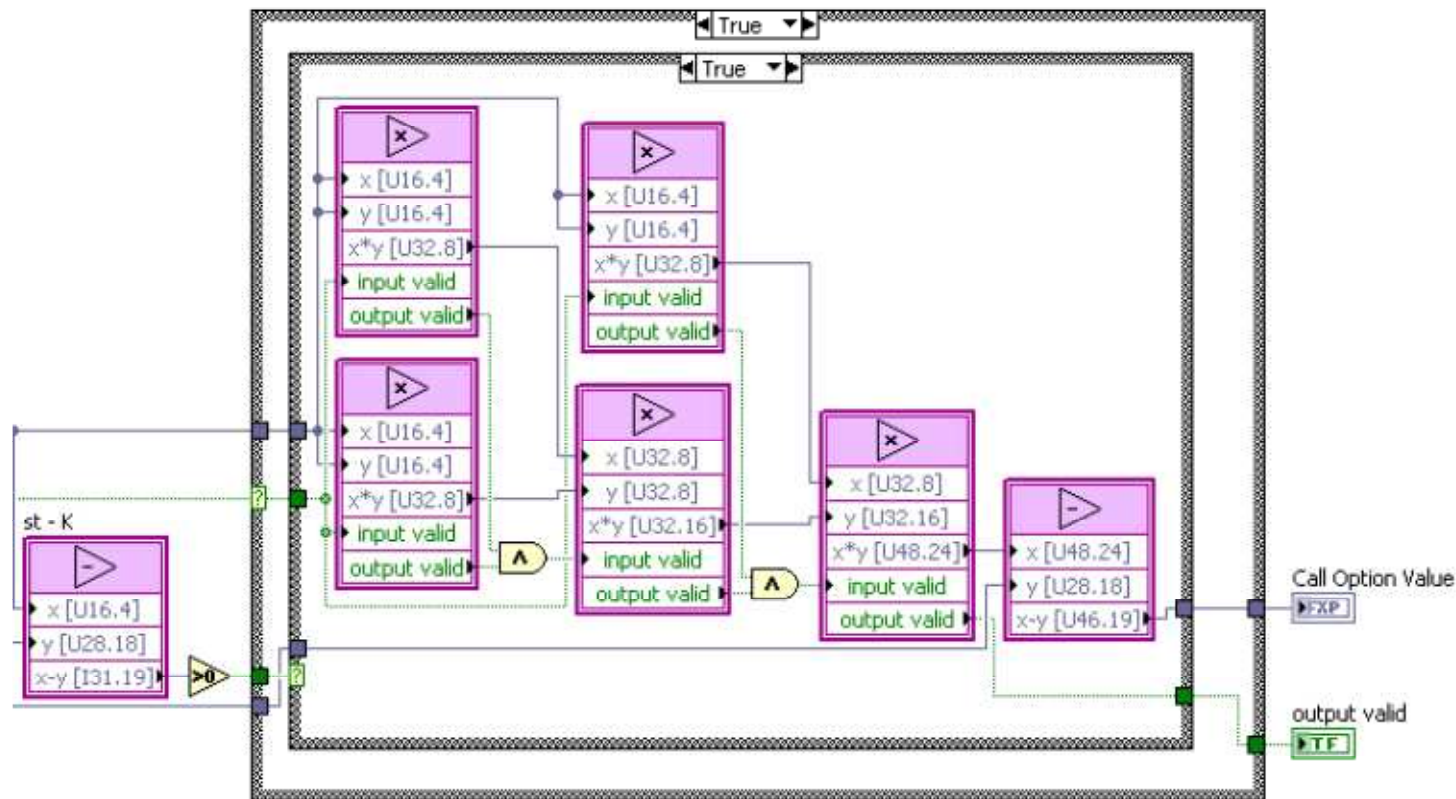 True
True
×
x [U16.4]
y [U16.4]
x*y [U32.8]
input valid
output valid
×
x [U16.4]
y [U16.4]
x*y [U32.8]
input valid
output valid
×
x [U16.4]
y [U16.4]
x*y [U32.8]
input valid
output valid
×
x [U32.8]
y [U32.8]
x*y [U32.16]
input valid
output valid
×
x [U32.8]
y [U32.16]
x*y [U48.24]
input valid
output valid
-
x [U48.24]
y [U28.18]
x-y [U46.19]
?
st - K
-
x [U16.4]
y [U28.18]
x-y [I31.19]
>0
?
∧
∧
Call Option Value
FXP
output valid
TF